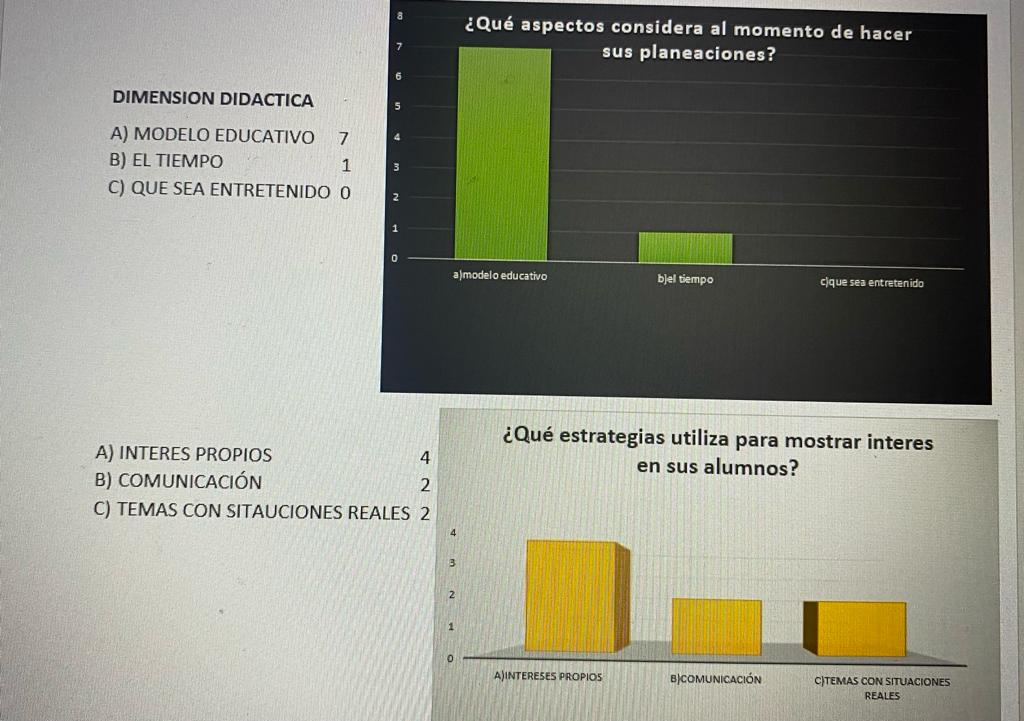 DIMENSION DIDACTICA
A) MODELO EDUCATIVO 7
B) EL TIEMPO 1
C) QUE SEA ENTRETENIDO 0
¿Qué aspectos considera al momento de hacer
sus planeaciones?
8
7
6
5
4
3
2
1
0
a)modelo educativo
b)el tiempo
c)que sea entretenido
A) INTERES PROPIOS 4
B) COMUNICACIÓN 2
C) TEMAS CON SITAUCIONES REALES 2
¿Qué estrategias utiliza para mostrar interes
en sus alumnos?
4
3
2
1
0
A)INTERESES PROPIOS
B)COMUNICACIÓN
C)TEMAS CON SITUACIONES
REALES